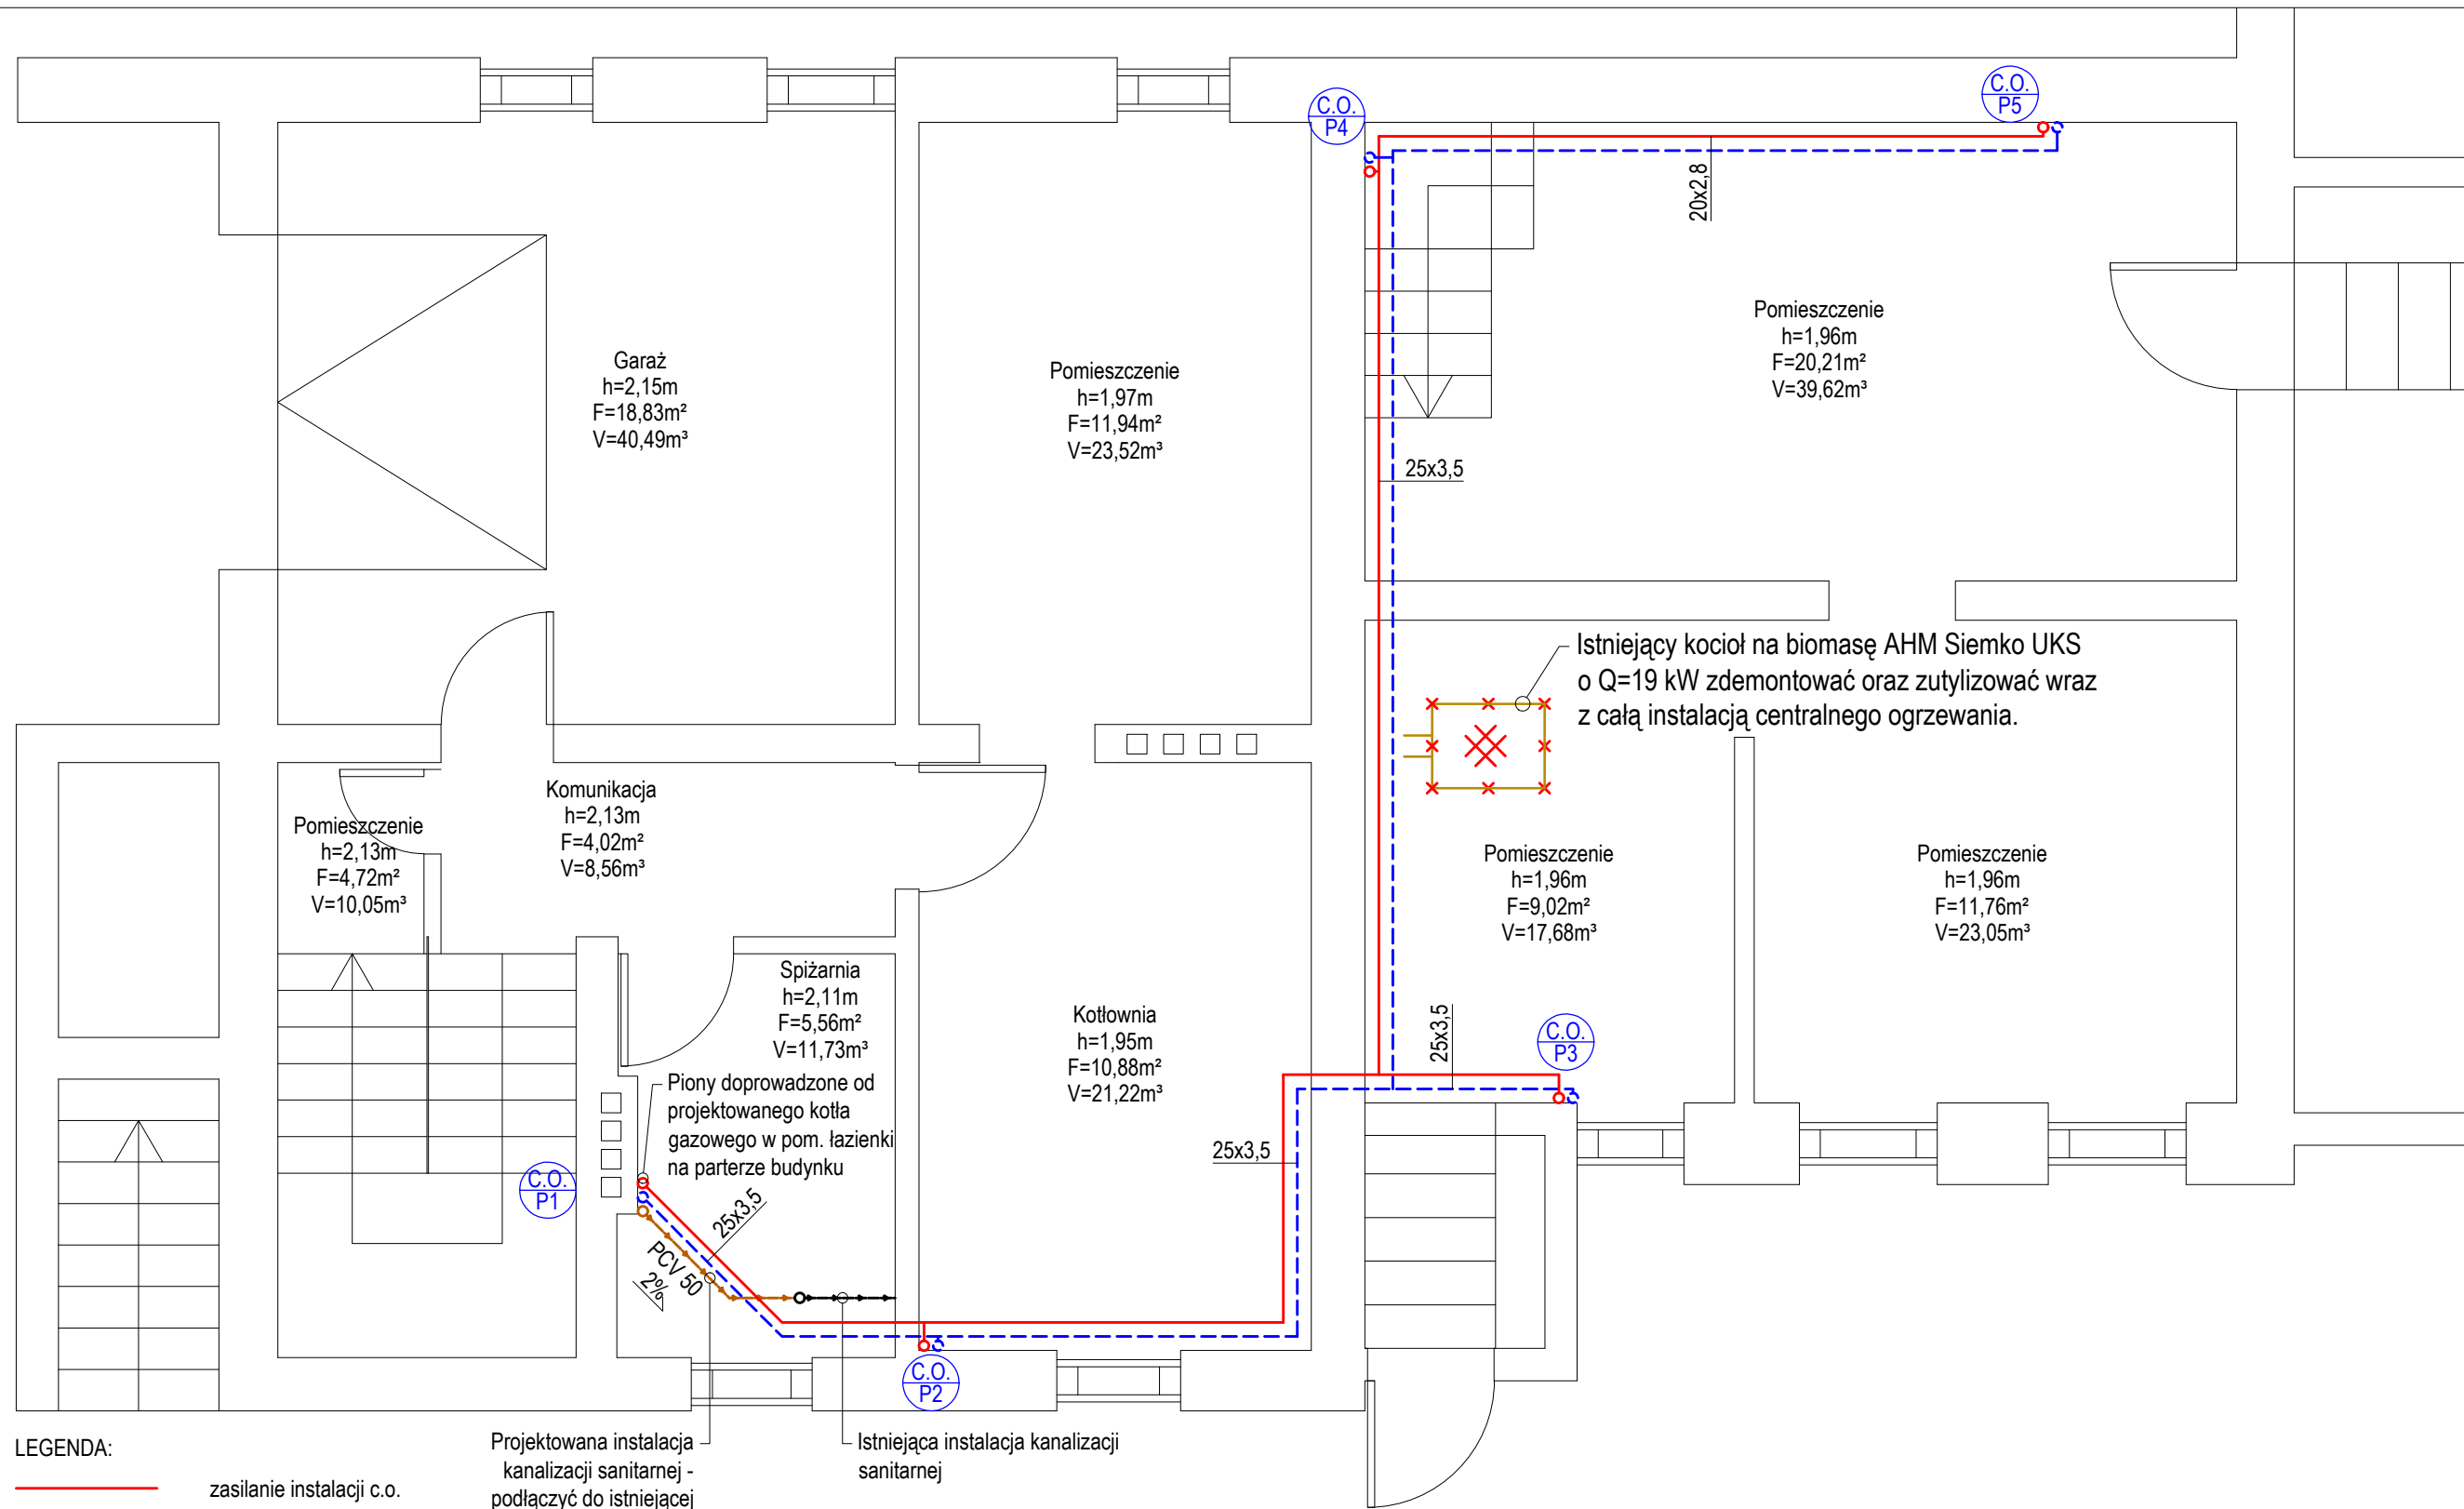 C.O.
P4
C.O.
P5
20x2,8
Garaż
h=2,15m
F=18,83m²
V=40,49m³
Pomieszczenie
h=1,97m
F=11,94m²
V=23,52m³
Pomieszczenie
h=1,96m
F=20,21m²
V=39,62m³
25x3,5
Istniejący kocioł na biomasę AHM Siemko UKS
o Q=19 kW zdemontować oraz zutylizować wraz
z całą instalacją centralnego ogrzewania.
Pomieszczenie
h=2,13m
F=4,72m²
V=10,05m³
Komunikacja
h=2,13m
F=4,02m²
V=8,56m³
Pomieszczenie
h=1,96m
F=9,02m²
V=17,68m³
Pomieszczenie
h=1,96m
F=11,76m²
V=23,05m³
Spiżarnia
h=2,11m
F=5,56m²
V=11,73m³
Kotłownia
h=1,95m
F=10,88m²
V=21,22m³
25x3,5
C.O.
P3
Piony doprowadzone od
projektowanego kotła
gazowego w pom. łazienki
na parterze budynku
25x3,5
C.O.
P1
25x3,5
PCV 50
2%
C.O.
P2
LEGENDA:
zasilanie instalacji c.o.
Projektowana instalacja
kanalizacji sanitarnej -
podłączyć do istniejącej
Istniejąca instalacja kanalizacji
sanitarnej